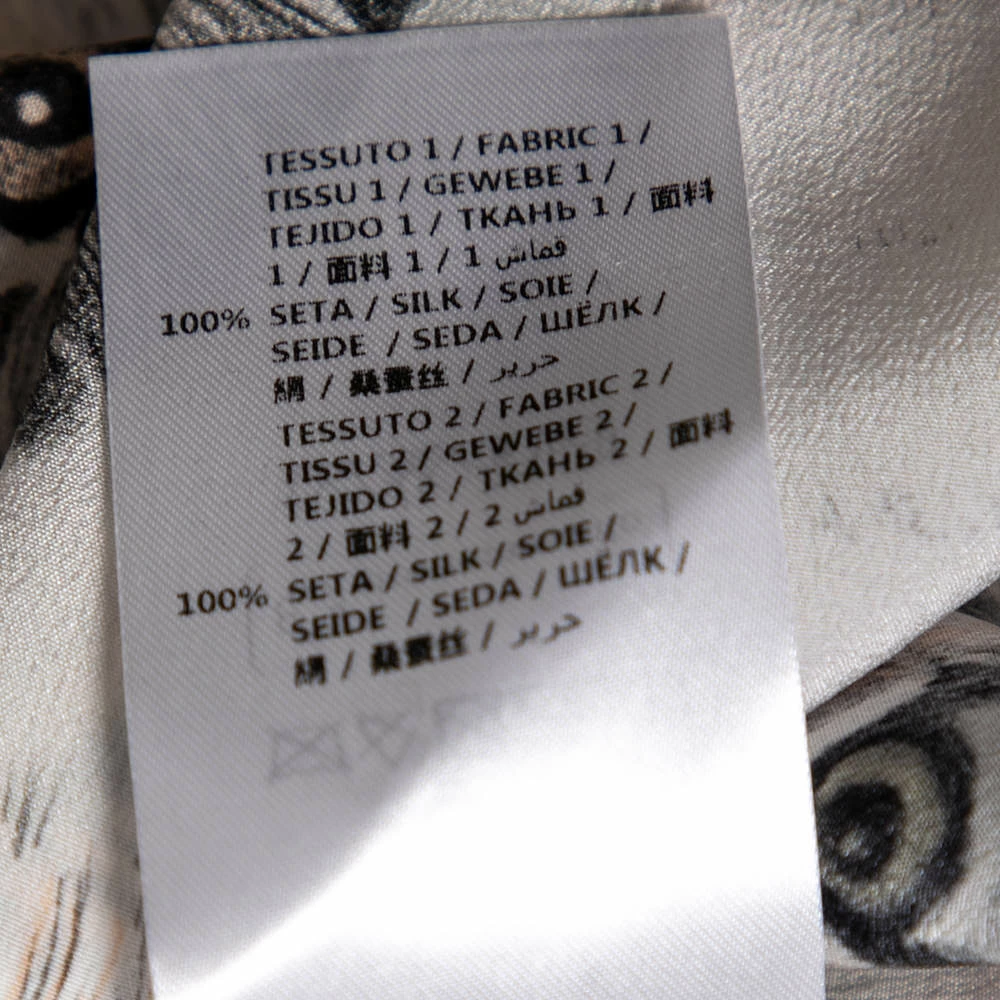 TESSUTO 1 / FABRIC 1 /
TISSU 1 / GEWEBE 1 /
TEJIDO 1 / ТКАНЬ 1 / 面料
1 / 面料 1 / 1 قماش
100% SETA / SILK / SOIE /
SEIDE / SEDA / ШЁЛК /
絹 / 桑蚕丝 / حرير
TESSUTO 2 / FABRIC 2 /
TISSU 2 / GEWEBE 2 /
TEJIDO 2 / ТКАНЬ 2 / 面料
2 / 面料 2 / 2 قماش
100% SETA / SILK / SOIE /
SEIDE / SEDA / ШЁЛК /
絹 / 桑蚕丝 / حرير